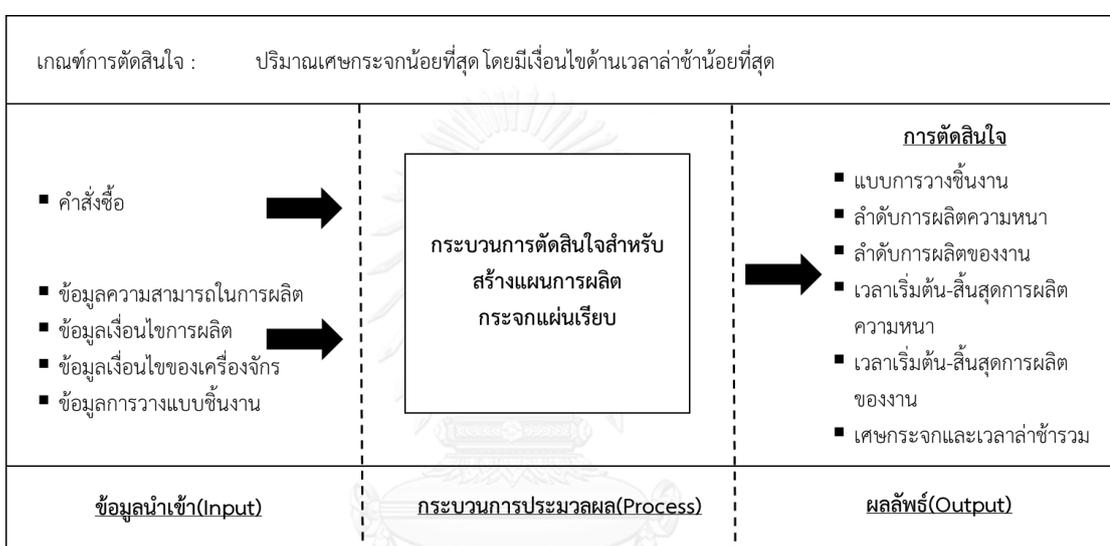 เกณฑ์การตัดสินใจ : ปริมาณเศษกระจกน้อยที่สุด โดยมีเงื่อนไขด้านเวลาล่าช้าน้อยที่สุด
▪ คำสั่งซื้อ
▪ ข้อมูลความสามารถในการผลิต
▪ ข้อมูลเงื่อนไขการผลิต
▪ ข้อมูลเงื่อนไขของเครื่องจักร
▪ ข้อมูลการวางแบบชิ้นงาน
กระบวนการตัดสินใจสำหรับ
สร้างแผนการผลิต
กระจกแผ่นเรียบ
การตัดสินใจ
▪ แบบการวางชิ้นงาน
▪ ลำดับการผลิตความหนา
▪ ลำดับการผลิตของงาน
▪ เวลาเริ่มต้น-สิ้นสุดการผลิต
ความหนา
▪ เวลาเริ่มต้น-สิ้นสุดการผลิต
ของงาน
▪ เศษกระจกและเวลาล่าช้ารวม
ข้อมูลนำเข้า(Input)
กระบวนการประมวลผล(Process)
ผลลัพธ์(Output)